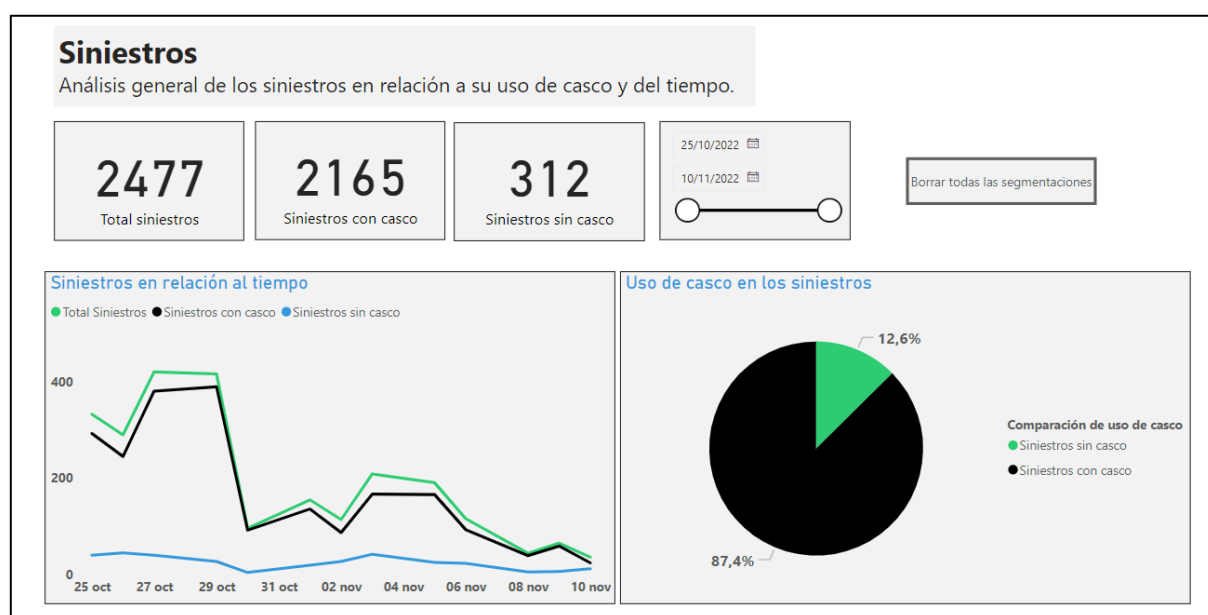 Siniestros
Análisis general de los siniestros en relación a su uso de casco y del tiempo.
2477
Total siniestros
2165
Siniestros con casco
312
Siniestros sin casco
25/10/2022
10/11/2022
Borrar todas las segmentaciones
Siniestros en relación al tiempo
Total Siniestros Siniestros con casco Siniestros sin casco
400
200
0
25 oct 27 oct 29 oct 31 oct 02 nov 04 nov 06 nov 08 nov 10 nov
Uso de casco en los siniestros
12,6%
87,4%
Comparación de uso de casco
Siniestros sin casco
Siniestros con casco